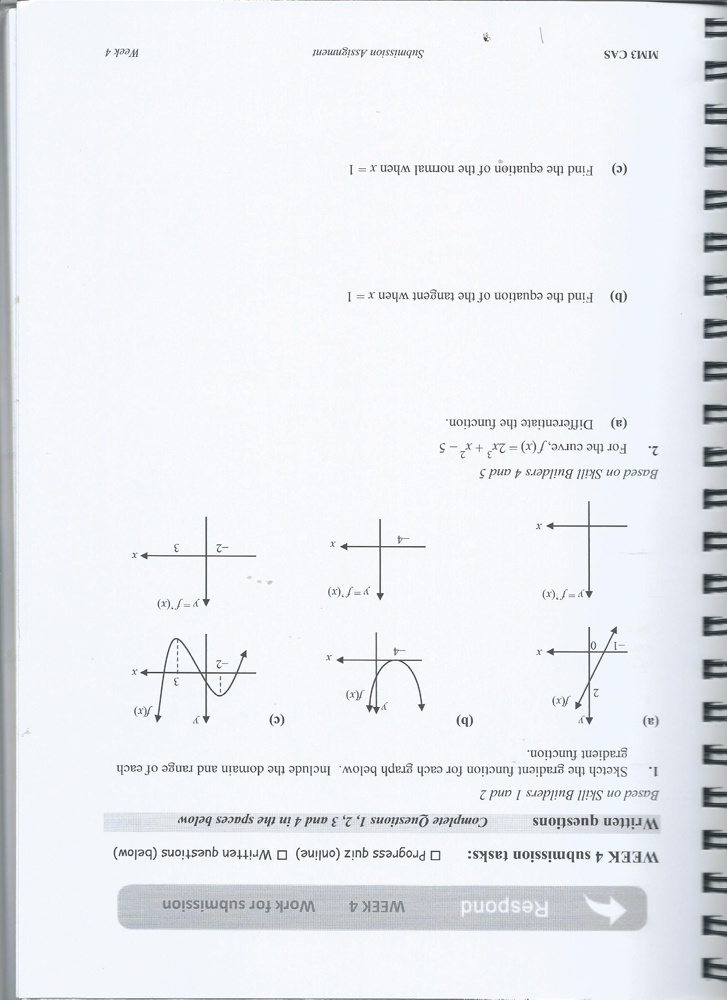 Respond WEEK 4 Work for submission
WEEK 4 submission tasks: □ Progress quiz (online) □ Written questions (below)
Written questions Complete Questions 1, 2, 3 and 4 in the spaces below
Based on Skill Builders 1 and 2
1. Sketch the gradient function for each graph below. Include the domain and range of each
gradient function.
(a) y f(x) 2 -1 0 x
(b) y f(x) -4 x
(c) y f(x) 3 -2 x
y = f'(x) x
y = f'(x) -4 x
y = f'(x) -2 3 x
Based on Skill Builders 4 and 5
2. For the curve, f(x) = 2x³ + x² − 5
(a) Differentiate the function.
(b) Find the equation of the tangent when x = 1
(c) Find the equation of the normal when x = 1
MM3 CAS Submission Assignment Week 4